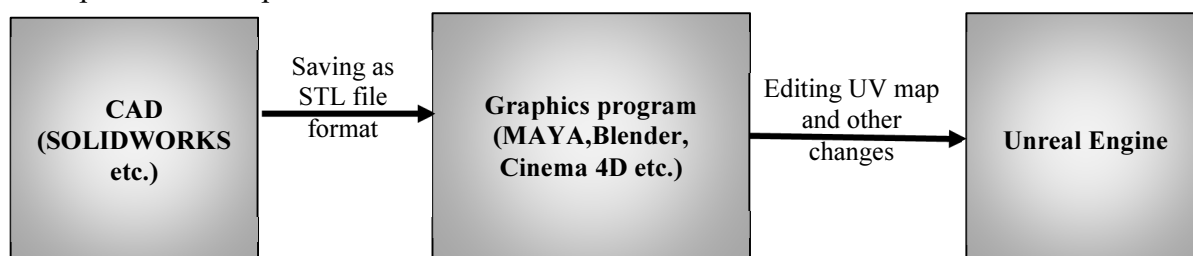 CAD
(SOLIDWORKS
etc.)
Saving as
STL file
format
Graphics program
(MAYA,Blender,
Cinema 4D etc.)
Editing UV map
and other
changes
Unreal Engine